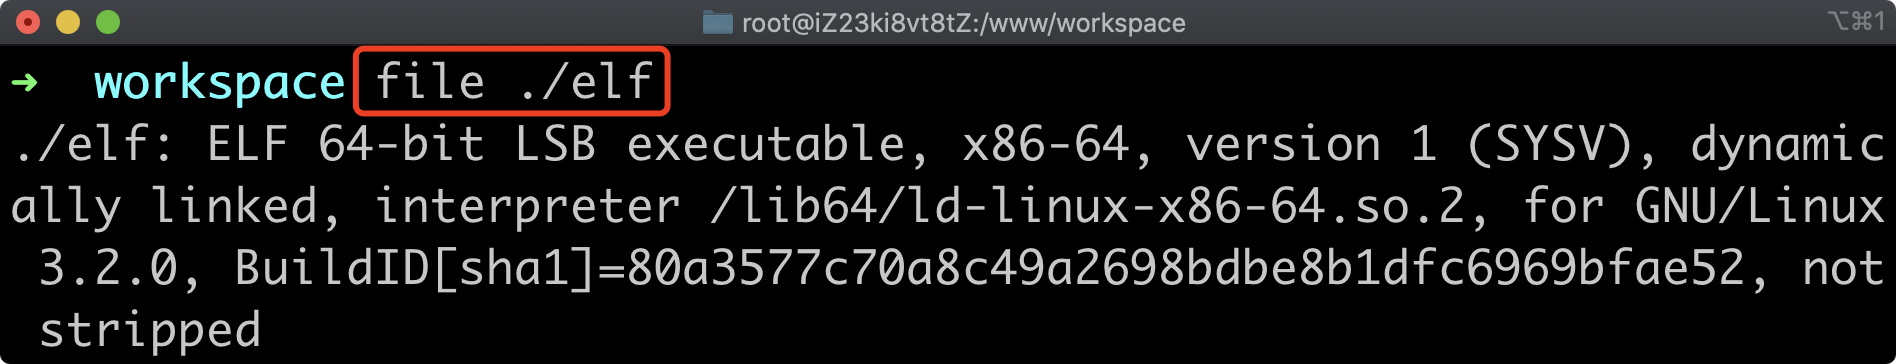 root@iZ23ki8vt8tZ:/www/workspace
⌥⌘1
➜ workspace file ./elf
./elf: ELF 64-bit LSB executable, x86-64, version 1 (SYSV), dynamic
ally linked, interpreter /lib64/ld-linux-x86-64.so.2, for GNU/Linux
3.2.0, BuildID[sha1]=80a3577c70a8c49a2698bdbe8b1dfc6969bfae52, not
stripped